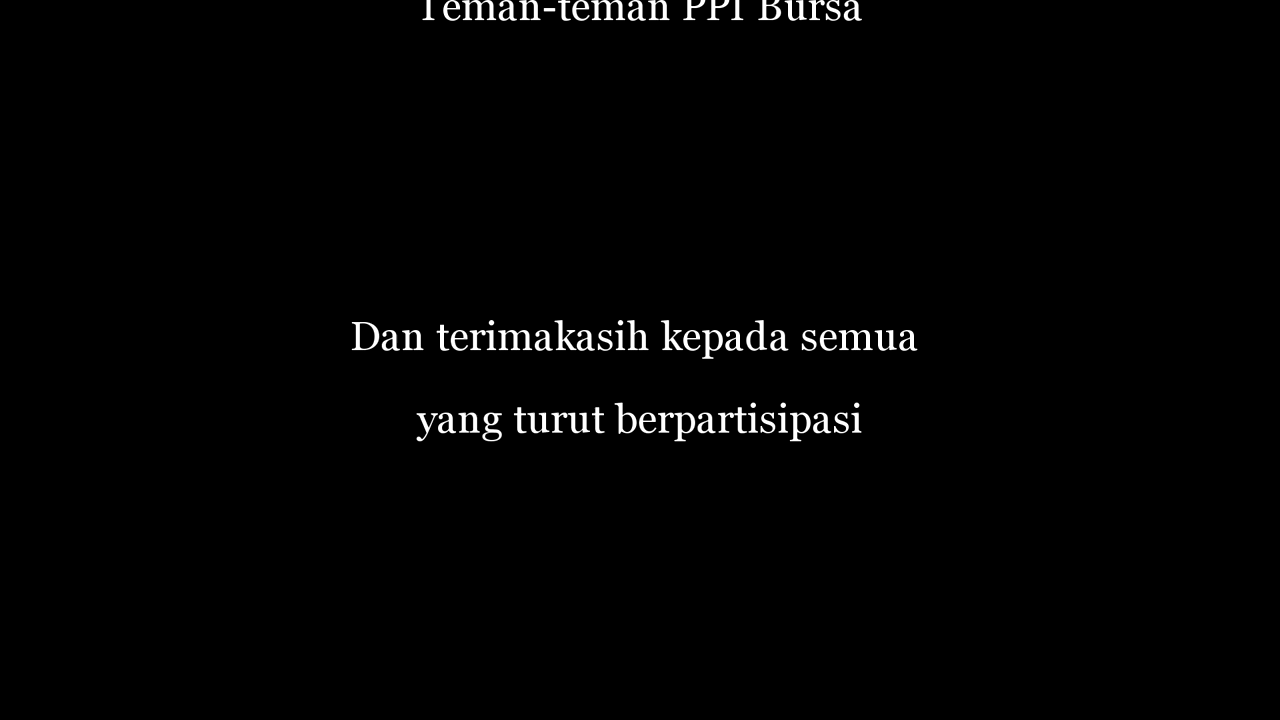 Teman-teman PPI Bursa
Dan terimakasih kepada semua
yang turut berpartisipasi